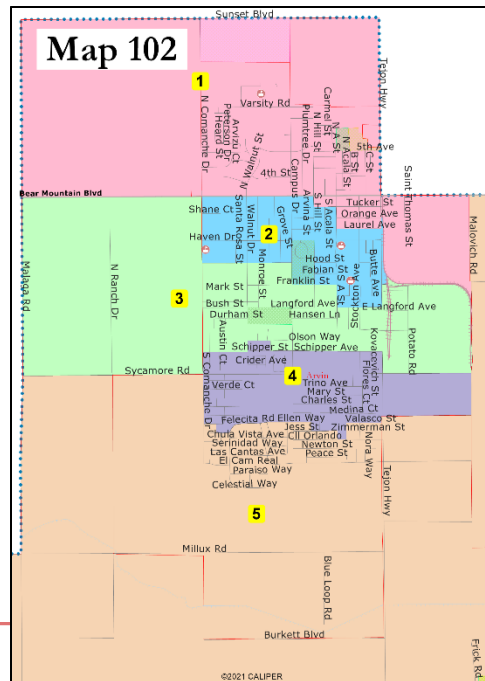 Sunset Blvd
Map 102
1
Varsity Rd
Tejon Hwy
N Comanche Dr
Peterson Dr
Heard St
Arvizu Ct
N Walnut St
Plumtree Dr
Carmel St
N Hill St
N A St
N Acala St
B St
C St
5th Ave
4th St
Campus Dr
Bear Mountain Blvd
Saint Thomas St
Malovich Rd
Shane Ct
Santa Rosa St
Walnut Dr
Grove St
Arvina St
S Hill St
S Acala St
Tucker St
Orange Ave
Laurel Ave
2
Haven Dr
Monroe St
Hood St
Fabian St
Franklin St
S A St
Stockton Ave
Butte Ave
Malaga Rd
N Ranch Dr
3
Mark St
Bush St
Durham St
Langford Ave
Hansen Ln
E Langford Ave
Austin Ct
Olson Way
Schipper St
Schipper Ave
Kovacevich St
Potato Rd
Crider Ave
Sycamore Rd
4
Arvin
S Comanche Dr
Verde Ct
Trino Ave
Mary St
Charles St
Flores Ct
Medina Ct
Felecita Rd
Ellen Way
Valasco St
Jess St
Zimmerman St
Chula Vista Ave
Cll Orlando
Serinidad Way
Newton St
Las Cantas Ave
Peace St
Nora Way
El Cam Real
Paraiso Way
Celestial Way
Tejon Hwy
5
Millux Rd
Blue Loop Rd
Burkett Blvd
Frick Rd
©2021 CALIPER